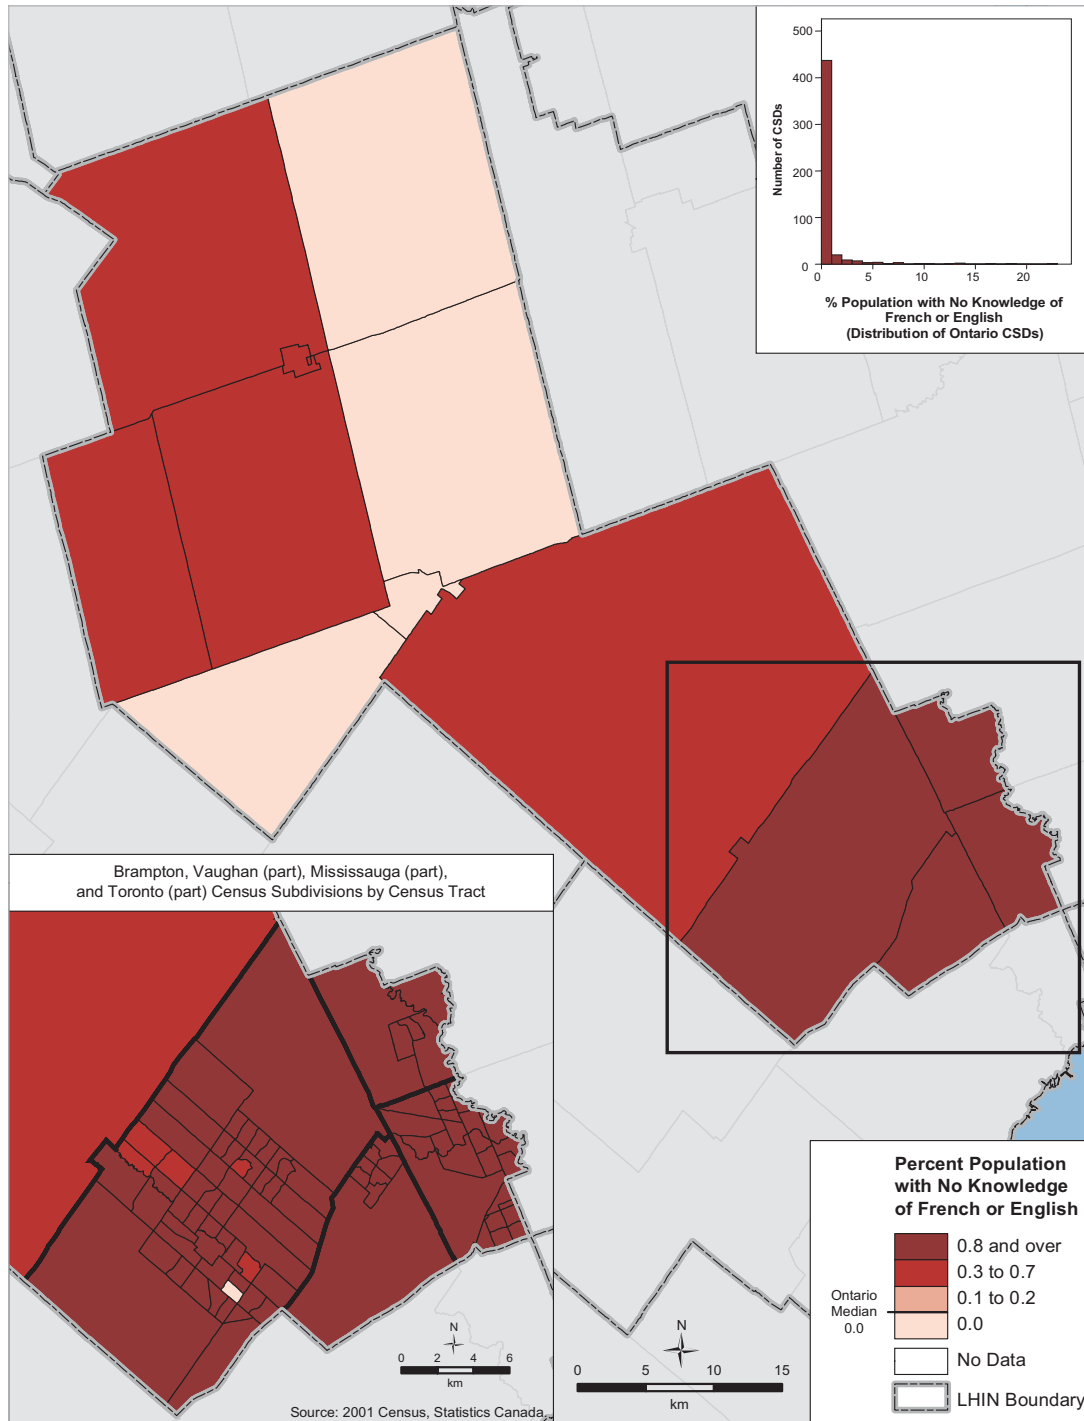 500
400
300
200
100
0
Number of CSDs
0 5 10 15 20
% Population with No Knowledge of
French or English
(Distribution of Ontario CSDs)
Brampton, Vaughan (part), Mississauga (part),
and Toronto (part) Census Subdivisions by Census Tract
N
0 2 4 6
km
Source: 2001 Census, Statistics Canada
N
0 5 10 15
km
Percent Population
with No Knowledge
of French or English
0.8 and over
0.3 to 0.7
0.1 to 0.2
0.0
Ontario
Median
0.0
No Data
LHIN Boundary